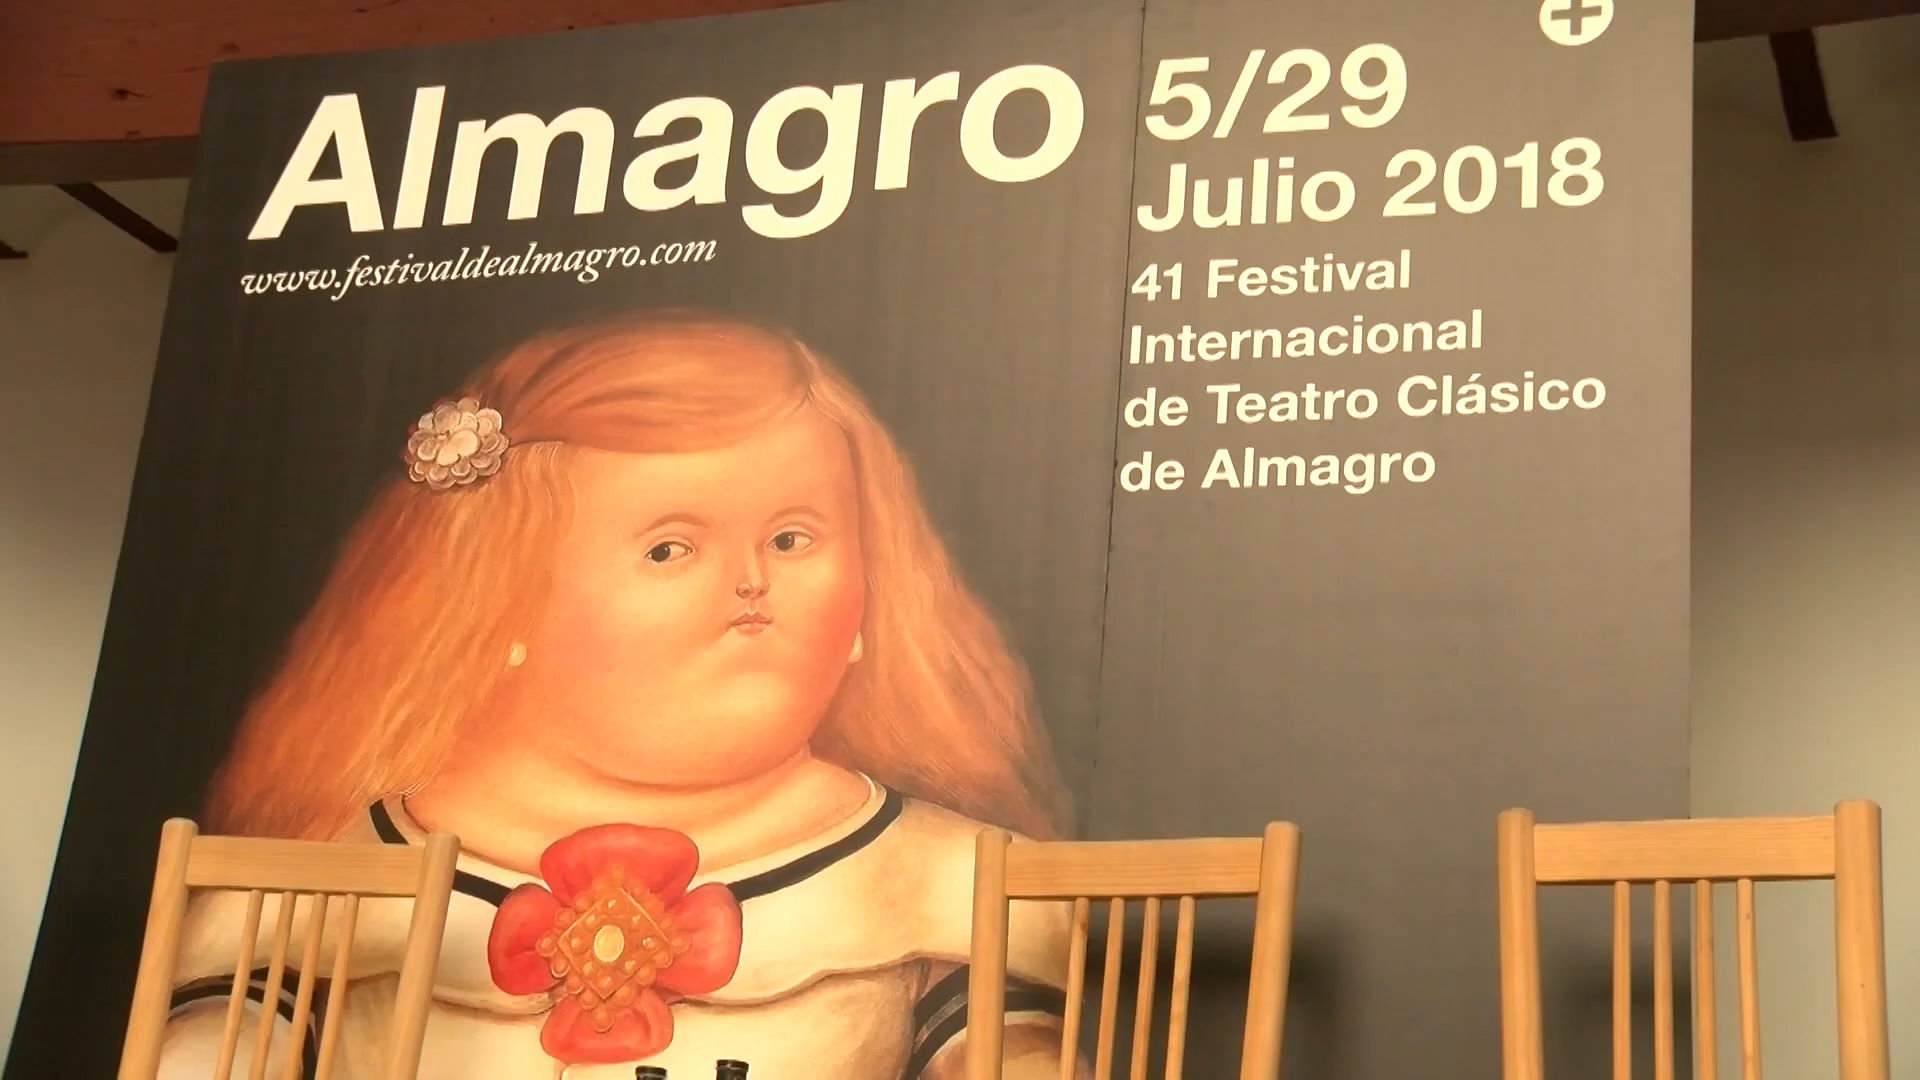 Almagro
www.festivaldealmagro.com
5/29
Julio 2018
41 Festival
Internacional
de Teatro Clásico
de Almagro